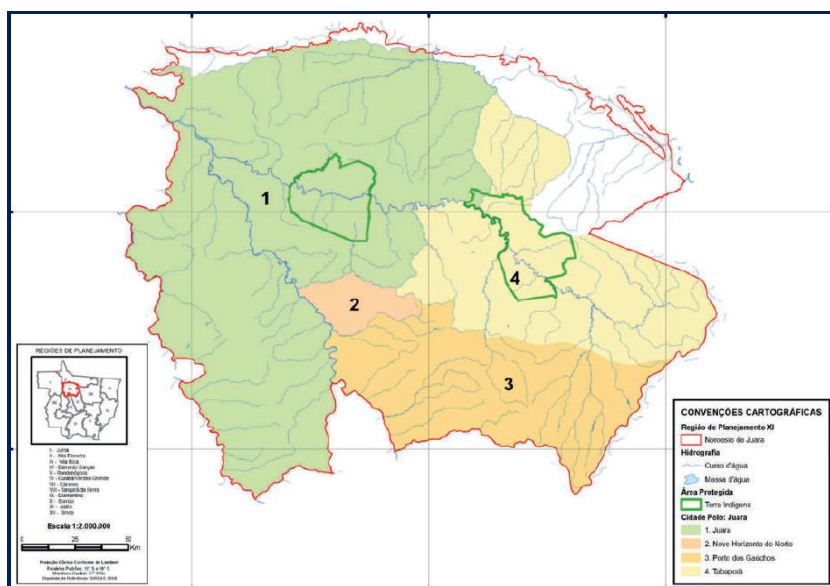 1
2
3
4
REGIÕES DE PLANEJAMENTO
I - Juína
II - Alta Floresta
III - Vila Rica
IV - Barra do Garças
V - Rondonópolis
VI - Cuiabá/Várzea Grande
VII - Cáceres
VIII - Tangará da Serra
IX - Diamantino
X - Sorriso
XI - Juara
XII - Sinop
Escala 1:2.000.000
0 25 50
Km
CONVENÇÕES CARTOGRÁFICAS
Região de Planejamento XI
Noroeste de Juara
Hidrografia
Curso d'água
Massa d'água
Área Protegida
Terra Indígena
Cidade Polo: Juara
1. Juara
2. Novo Horizonte do Norte
3. Porto dos Gaúchos
4. Tabaporã